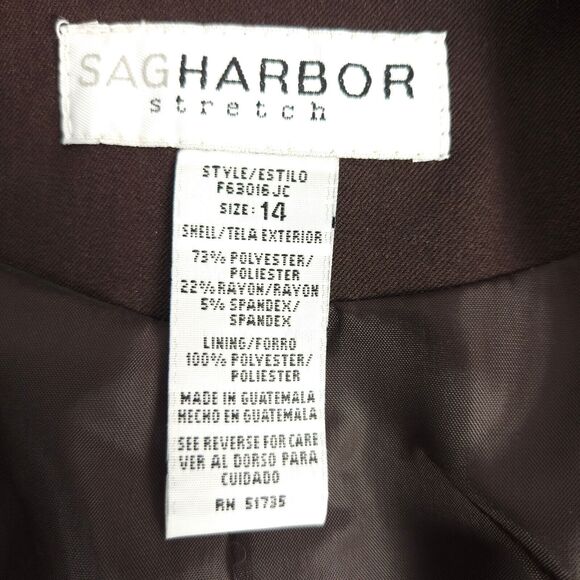 SAGHARBOR
stretch
STYLE/ESTILO
F63016JC
SIZE: 14
SHELL/TELA EXTERIOR
73% POLYESTER/
POLIESTER
22% RAYON/RAYON
5% SPANDEX/
SPANDEX
LINING/FORRO
100% POLYESTER/
POLIESTER
MADE IN GUATEMALA
HECHO EN GUATEMALA
SEE REVERSE FOR CARE
VER AL DORSO PARA
CUIDADO
RN 51735